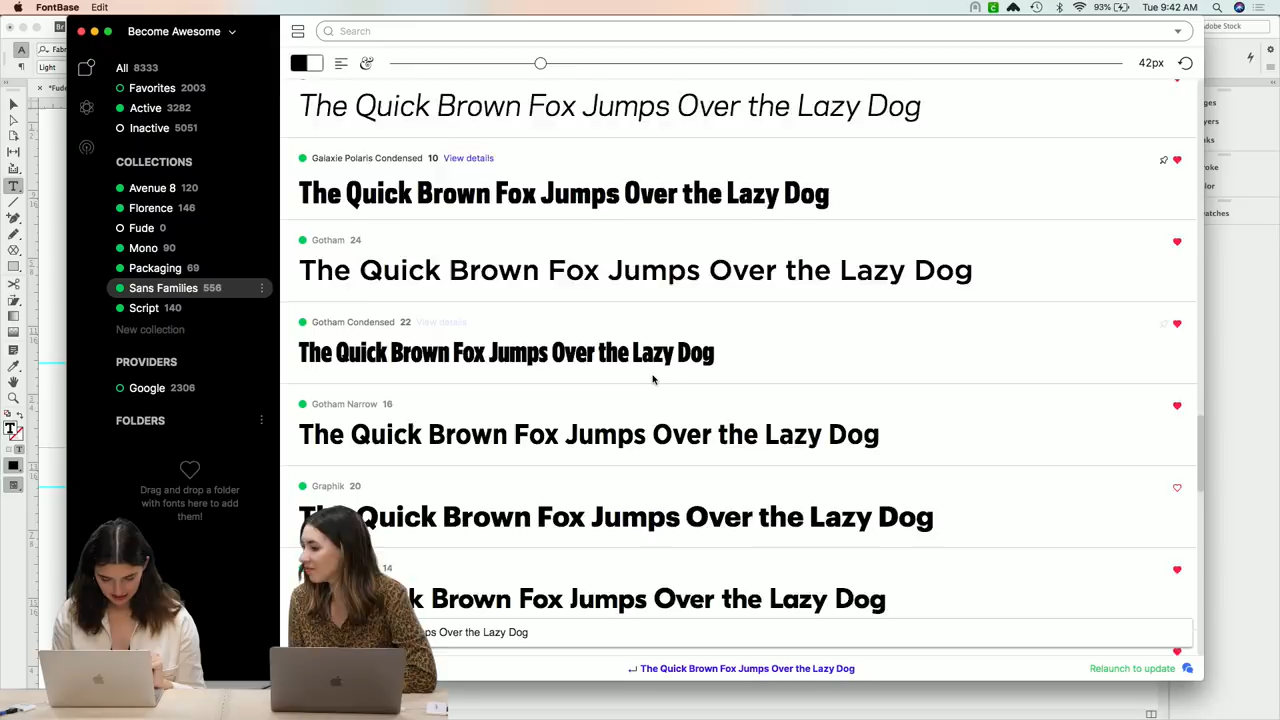 FontBase Edit
93% Tue 9:42 AM
Become Awesome
Search
Adobe Stock
Light
42px
All 8333
Favorites 2003
Active 3282
Inactive 5051
COLLECTIONS
Avenue 8 120
Florence 146
Fude 0
Mono 90
Packaging 69
Sans Families 556
Script 140
New collection
PROVIDERS
Google 2306
FOLDERS
Drag and drop a folder
with fonts here to add
them!
The Quick Brown Fox Jumps Over the Lazy Dog
Galaxie Polaris Condensed 10 View details
The Quick Brown Fox Jumps Over the Lazy Dog
Gotham 24
The Quick Brown Fox Jumps Over the Lazy Dog
Gotham Condensed 22 View details
The Quick Brown Fox Jumps Over the Lazy Dog
Gotham Narrow 16
The Quick Brown Fox Jumps Over the Lazy Dog
Graphik 20
Quick Brown Fox Jumps Over the Lazy Dog
14
Brown Fox Jumps Over the Lazy Dog
Over the Lazy Dog
The Quick Brown Fox Jumps Over the Lazy Dog
Relaunch to update